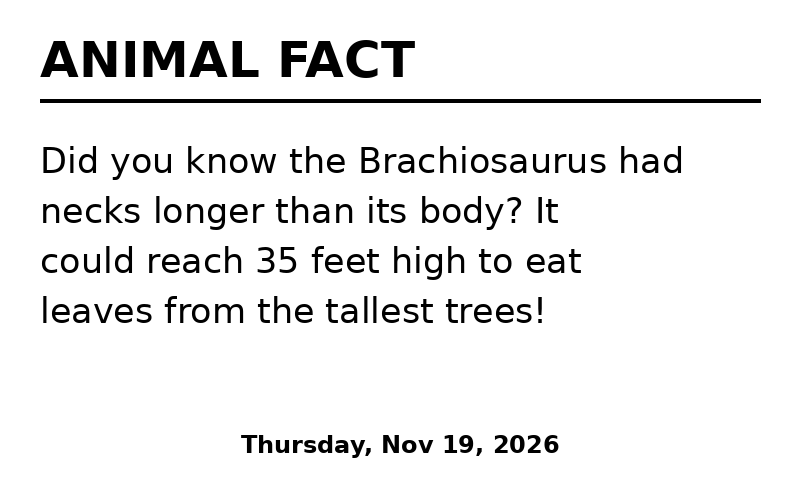 ANIMAL FACT
Did you know the Brachiosaurus had
necks longer than its body? It
could reach 35 feet high to eat
leaves from the tallest trees!
Thursday, Nov 19, 2026